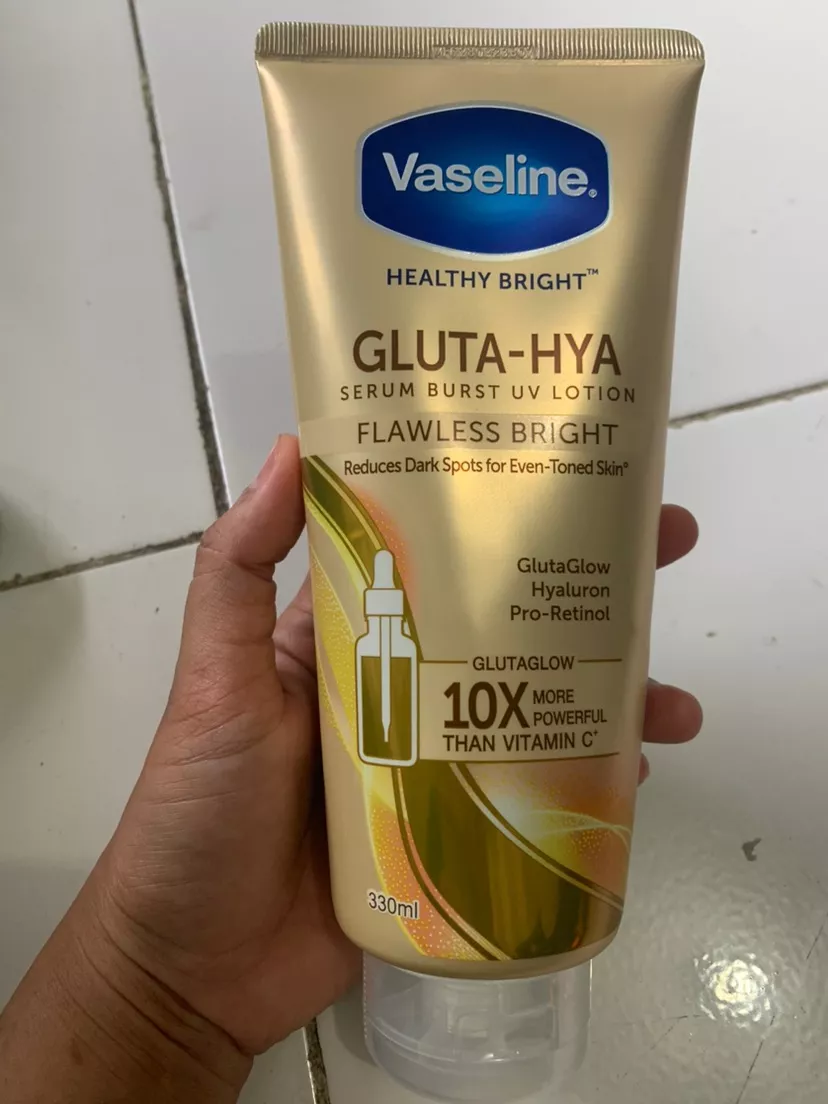 Vaseline®
HEALTHY BRIGHT™
GLUTA-HYA
SERUM BURST UV LOTION
FLAWLESS BRIGHT
Reduces Dark Spots for Even-Toned Skin°
GlutaGlow
Hyaluron
Pro-Retinol
GLUTAGLOW
10X MORE
POWERFUL
THAN VITAMIN C⁺
330ml